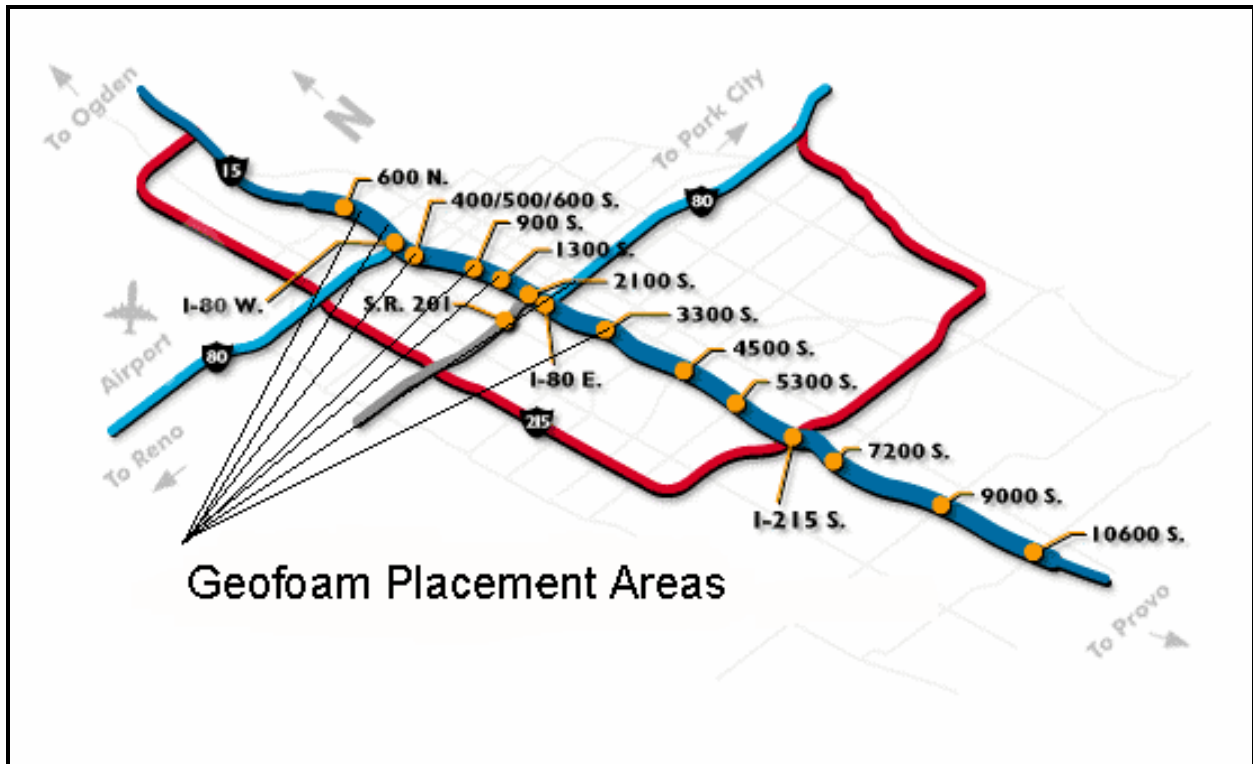 To Ogden
N
To Park City
15
600 N.
80
400/500/600 S.
900 S.
1300 S.
2100 S.
I-80 W.
S.R. 201
3300 S.
Airport
80
4500 S.
I-80 E.
5300 S.
215
To Reno
7200 S.
I-215 S.
9000 S.
10600 S.
Geofoam Placement Areas
To Provo